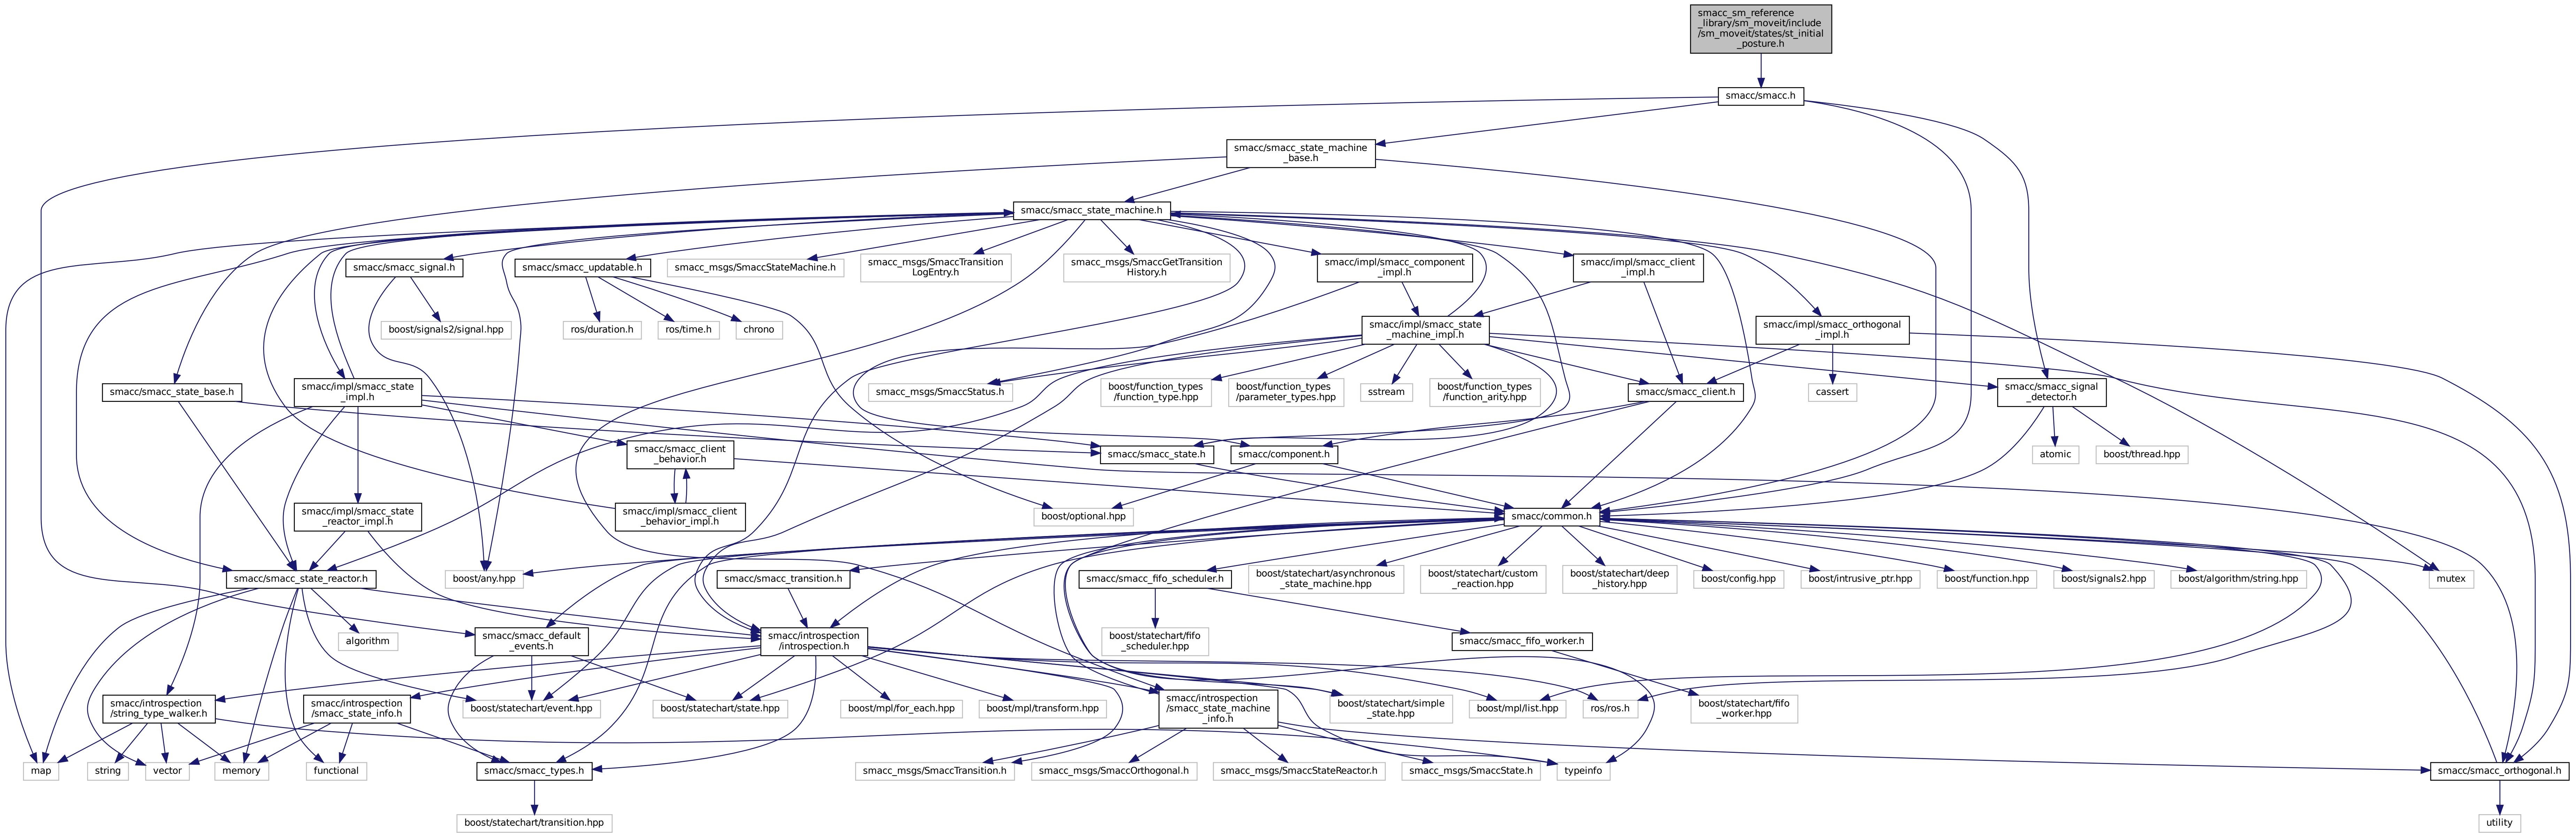 smacc_sm_reference
_library/sm_moveit/include
/sm_moveit/states/st_initial
_posture.h
smacc/smacc.h
smacc/smacc_state_machine
_base.h
smacc/smacc_state_machine.h
smacc/smacc_signal.h
smacc/smacc_updatable.h
smacc_msgs/SmaccStateMachine.h
smacc_msgs/SmaccTransition
LogEntry.h
smacc_msgs/SmaccGetTransition
History.h
smacc/impl/smacc_component
_impl.h
smacc/impl/smacc_client
_impl.h
boost/signals2/signal.hpp
ros/duration.h
ros/time.h
chrono
smacc/impl/smacc_state
_machine_impl.h
smacc/impl/smacc_orthogonal
_impl.h
smacc/smacc_state_base.h
smacc/impl/smacc_state
_impl.h
smacc_msgs/SmaccStatus.h
boost/function_types
/function_type.hpp
boost/function_types
/parameter_types.hpp
sstream
boost/function_types
/function_arity.hpp
smacc/smacc_client.h
cassert
smacc/smacc_signal
_detector.h
smacc/smacc_client
_behavior.h
smacc/smacc_state.h
smacc/component.h
atomic
boost/thread.hpp
smacc/impl/smacc_state
_reactor_impl.h
smacc/impl/smacc_client
_behavior_impl.h
boost/optional.hpp
smacc/common.h
smacc/smacc_state_reactor.h
boost/any.hpp
smacc/smacc_transition.h
smacc/smacc_fifo_scheduler.h
boost/statechart/asynchronous
_state_machine.hpp
boost/statechart/custom
_reaction.hpp
boost/statechart/deep
_history.hpp
boost/config.hpp
boost/intrusive_ptr.hpp
boost/function.hpp
boost/signals2.hpp
boost/algorithm/string.hpp
mutex
algorithm
smacc/smacc_default
_events.h
smacc/introspection
/introspection.h
boost/statechart/fifo
_scheduler.hpp
smacc/smacc_fifo_worker.h
smacc/introspection
/string_type_walker.h
smacc/introspection
/smacc_state_info.h
boost/statechart/event.hpp
boost/statechart/state.hpp
boost/mpl/for_each.hpp
boost/mpl/transform.hpp
smacc/introspection
/smacc_state_machine
_info.h
boost/statechart/simple
_state.hpp
boost/mpl/list.hpp
ros/ros.h
boost/statechart/fifo
_worker.hpp
map
string
vector
memory
functional
smacc/smacc_types.h
smacc_msgs/SmaccTransition.h
smacc_msgs/SmaccOrthogonal.h
smacc_msgs/SmaccStateReactor.h
smacc_msgs/SmaccState.h
typeinfo
smacc/smacc_orthogonal.h
boost/statechart/transition.hpp
utility